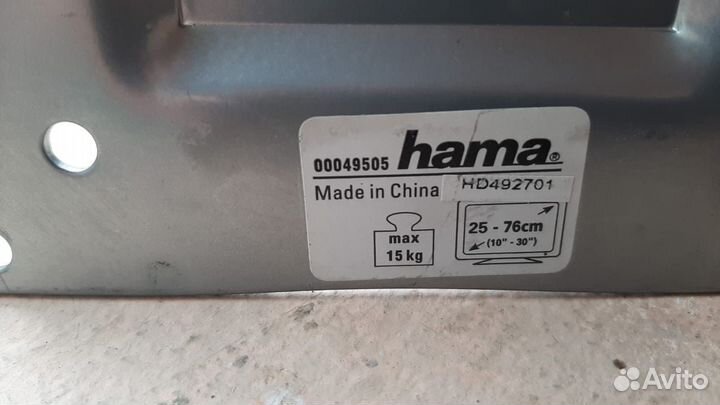 00049505 hama®
Made in China HD492701
max
15 kg
25 - 76cm
(10" - 30")
Avito